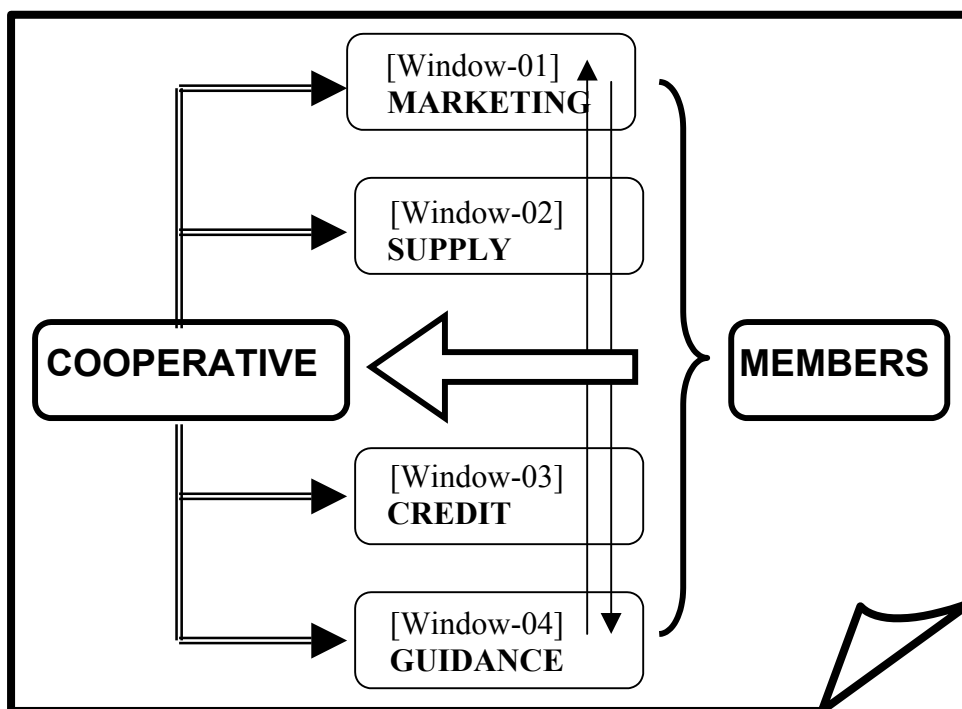 [Window-01]
MARKETING
[Window-02]
SUPPLY
COOPERATIVE
MEMBERS
[Window-03]
CREDIT
[Window-04]
GUIDANCE